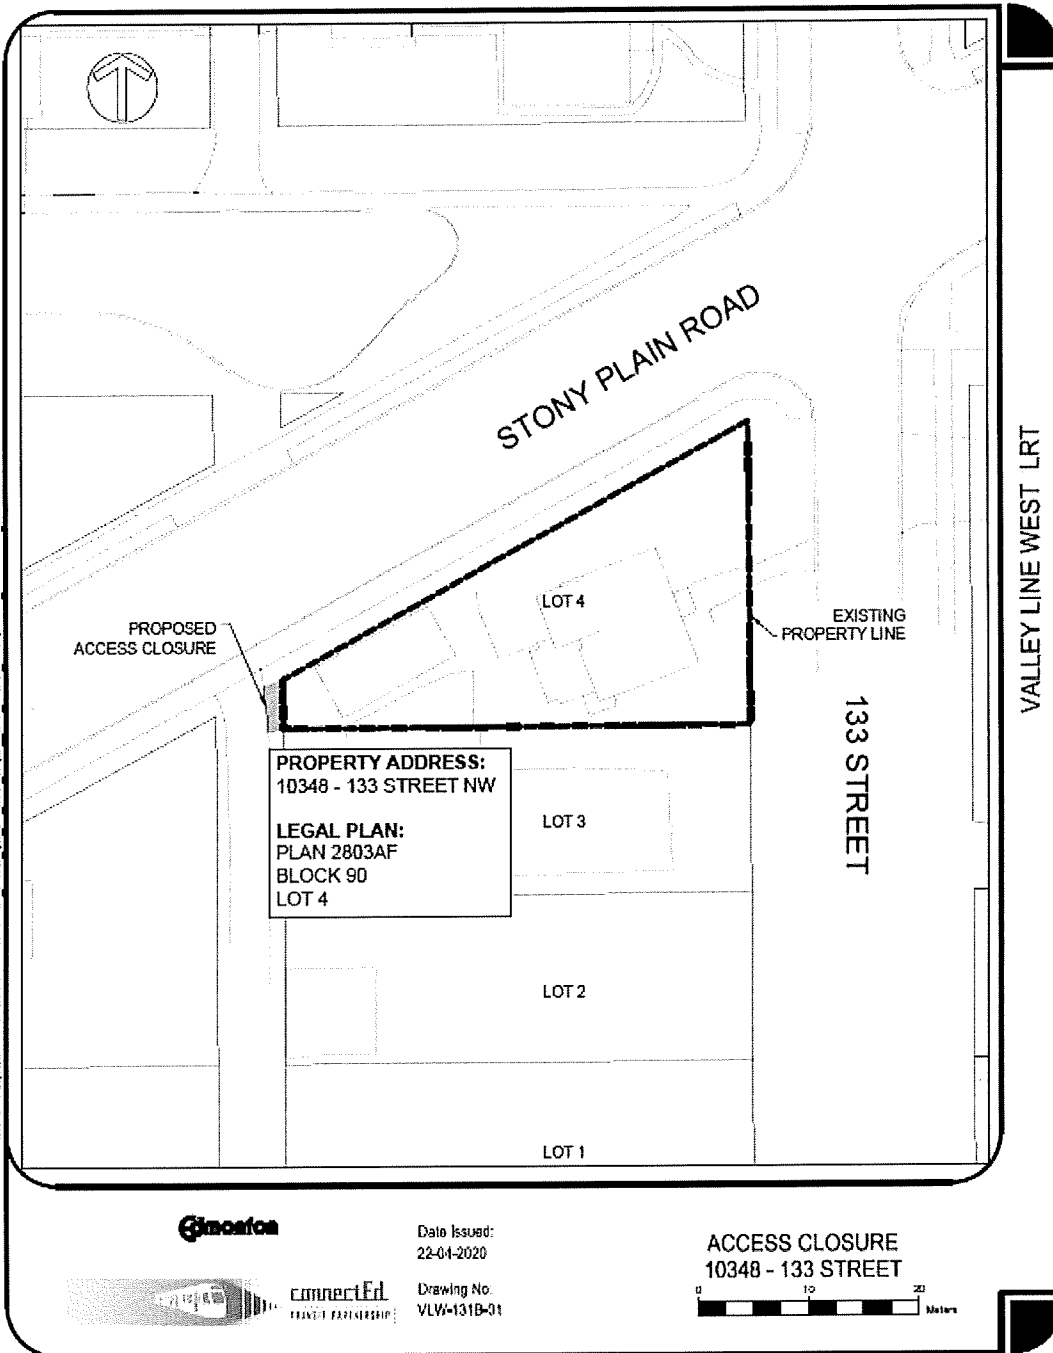 STONY PLAIN ROAD
LOT 4
PROPOSED
ACCESS CLOSURE
EXISTING
PROPERTY LINE
133 STREET
VALLEY LINE WEST LRT
PROPERTY ADDRESS:
10348 - 133 STREET NW
LEGAL PLAN:
PLAN 2803AF
BLOCK 90
LOT 4
LOT 3
LOT 2
LOT 1
Edmonton
connectEd
TRANSIT PARTNERSHIP
Date Issued:
22-04-2020
Drawing No:
VLW-131B-01
ACCESS CLOSURE
10348 - 133 STREET
0 10 20
Meters